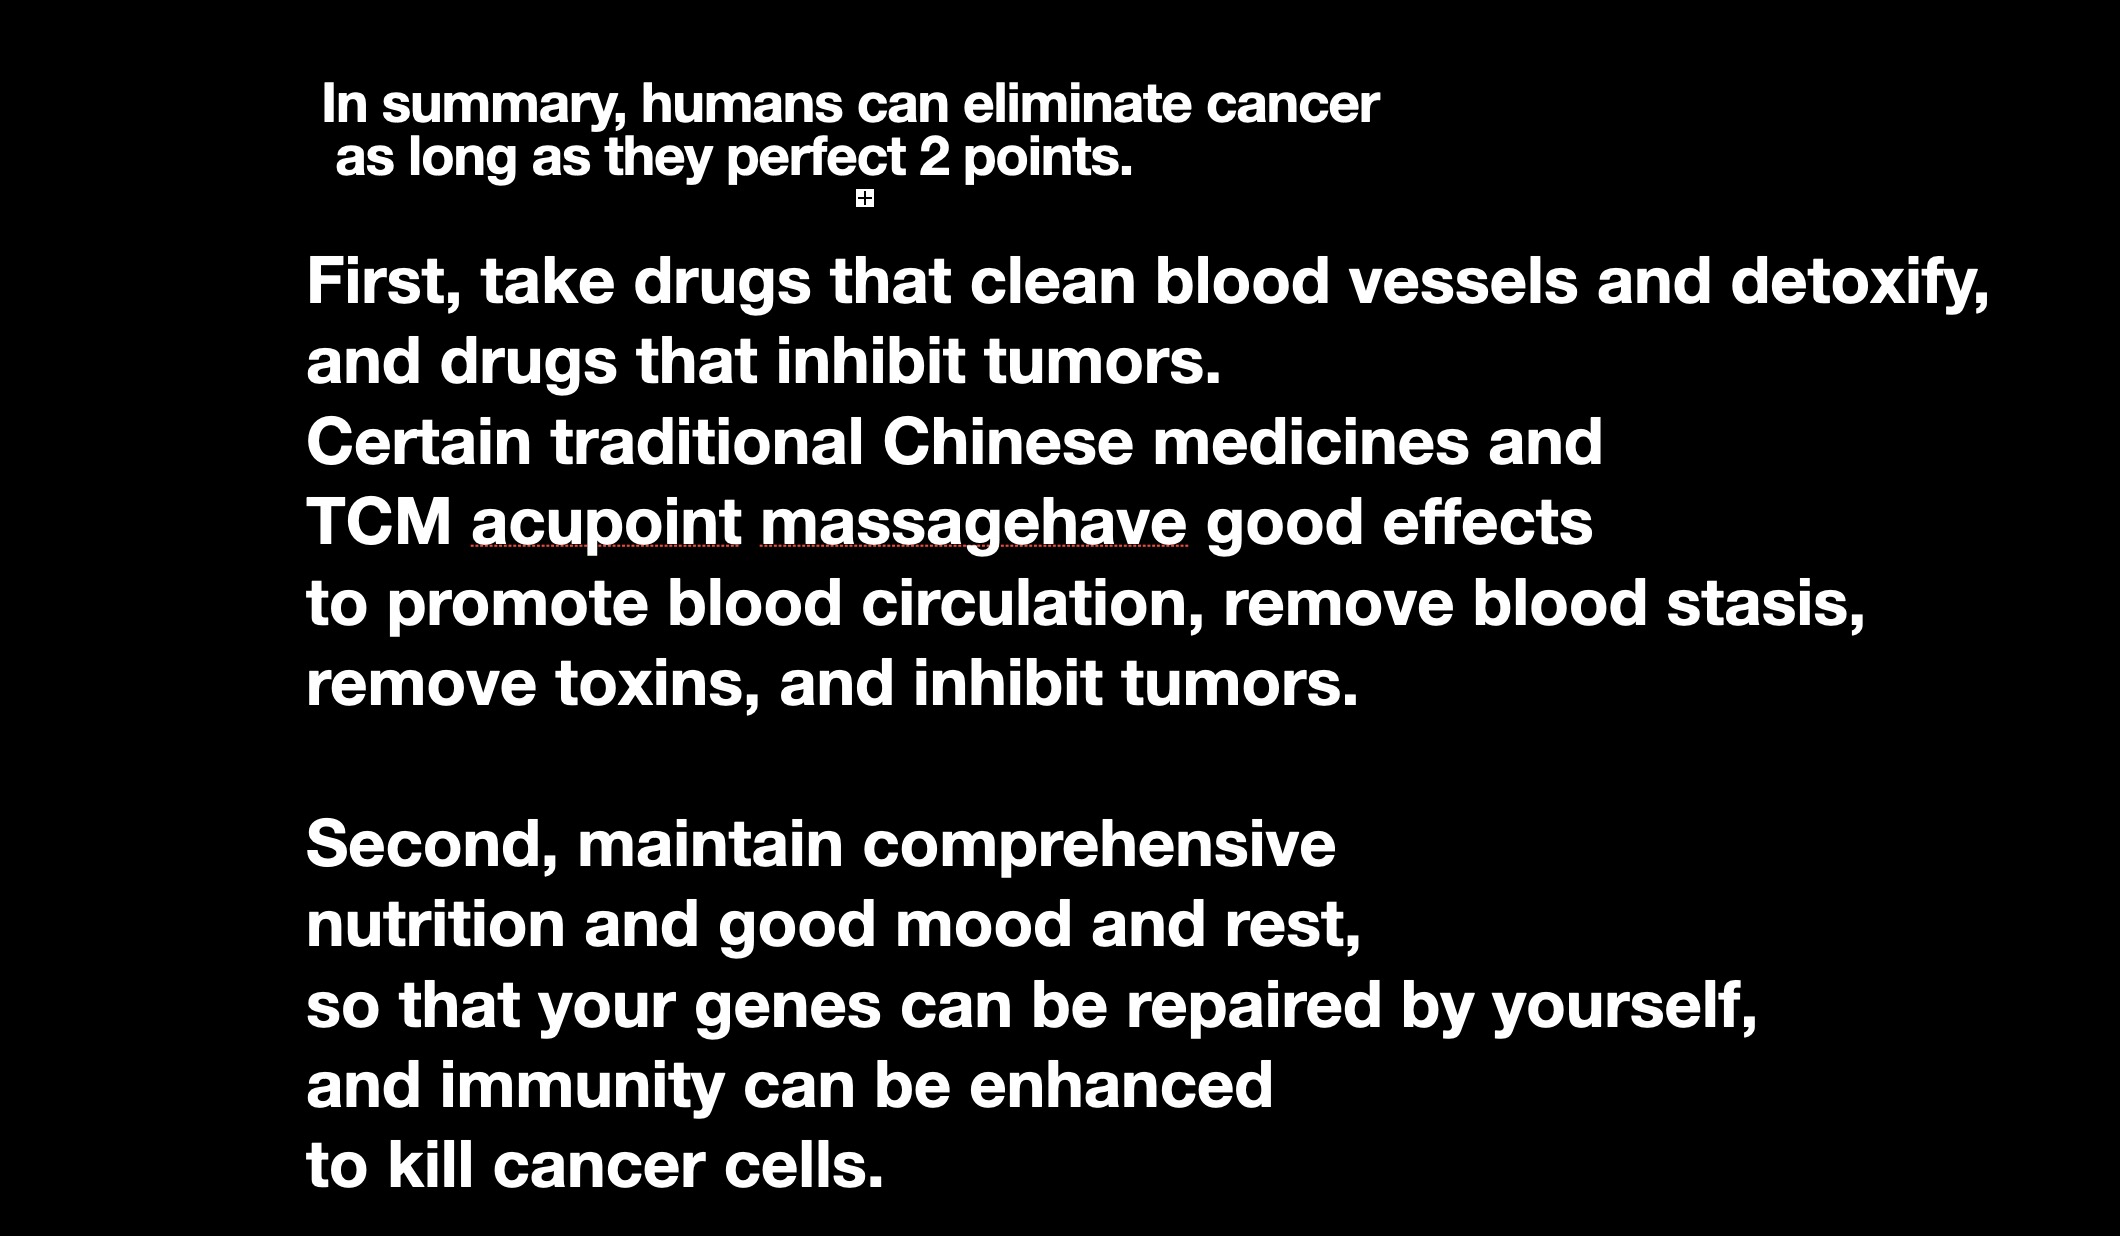 In summary, humans can eliminate cancer
as long as they perfect 2 points.
First, take drugs that clean blood vessels and detoxify,
and drugs that inhibit tumors.
Certain traditional Chinese medicines and
TCM acupoint massagehave good effects
to promote blood circulation, remove blood stasis,
remove toxins, and inhibit tumors.
Second, maintain comprehensive
nutrition and good mood and rest,
so that your genes can be repaired by yourself,
and immunity can be enhanced
to kill cancer cells.